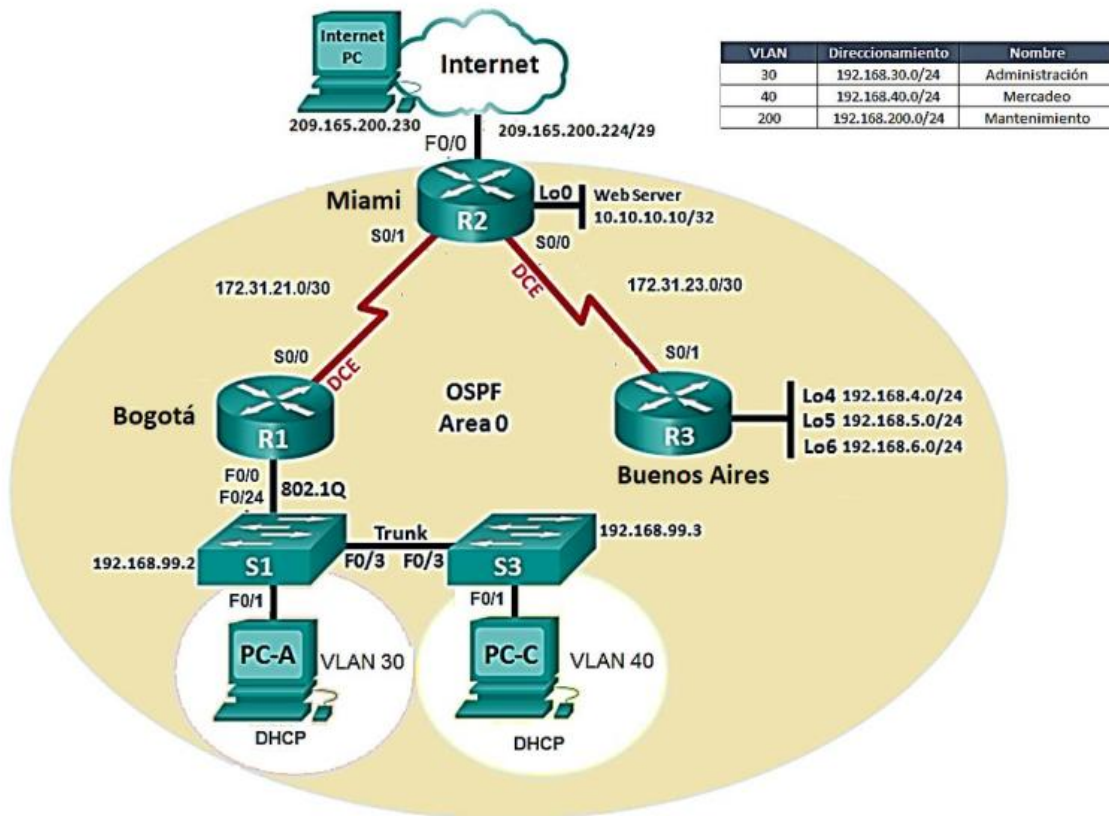 Internet
PC
Internet
209.165.200.230
209.165.200.224/29
F0/0
VLAN Direccionamiento Nombre
30 192.168.30.0/24 Administración
40 192.168.40.0/24 Mercadeo
200 192.168.200.0/24 Mantenimiento
Miami
R2
Lo0
Web Server
10.10.10.10/32
S0/1
S0/0
DCE
172.31.21.0/30
172.31.23.0/30
S0/0
DCE
S0/1
OSPF
Area 0
Bogotá
R1
R3
Buenos Aires
Lo4 192.168.4.0/24
Lo5 192.168.5.0/24
Lo6 192.168.6.0/24
F0/0
F0/24
802.1Q
192.168.99.2
S1
Trunk
F0/3 F0/3
S3
192.168.99.3
F0/1
F0/1
PC-A
VLAN 30
PC-C
VLAN 40
DHCP
DHCP